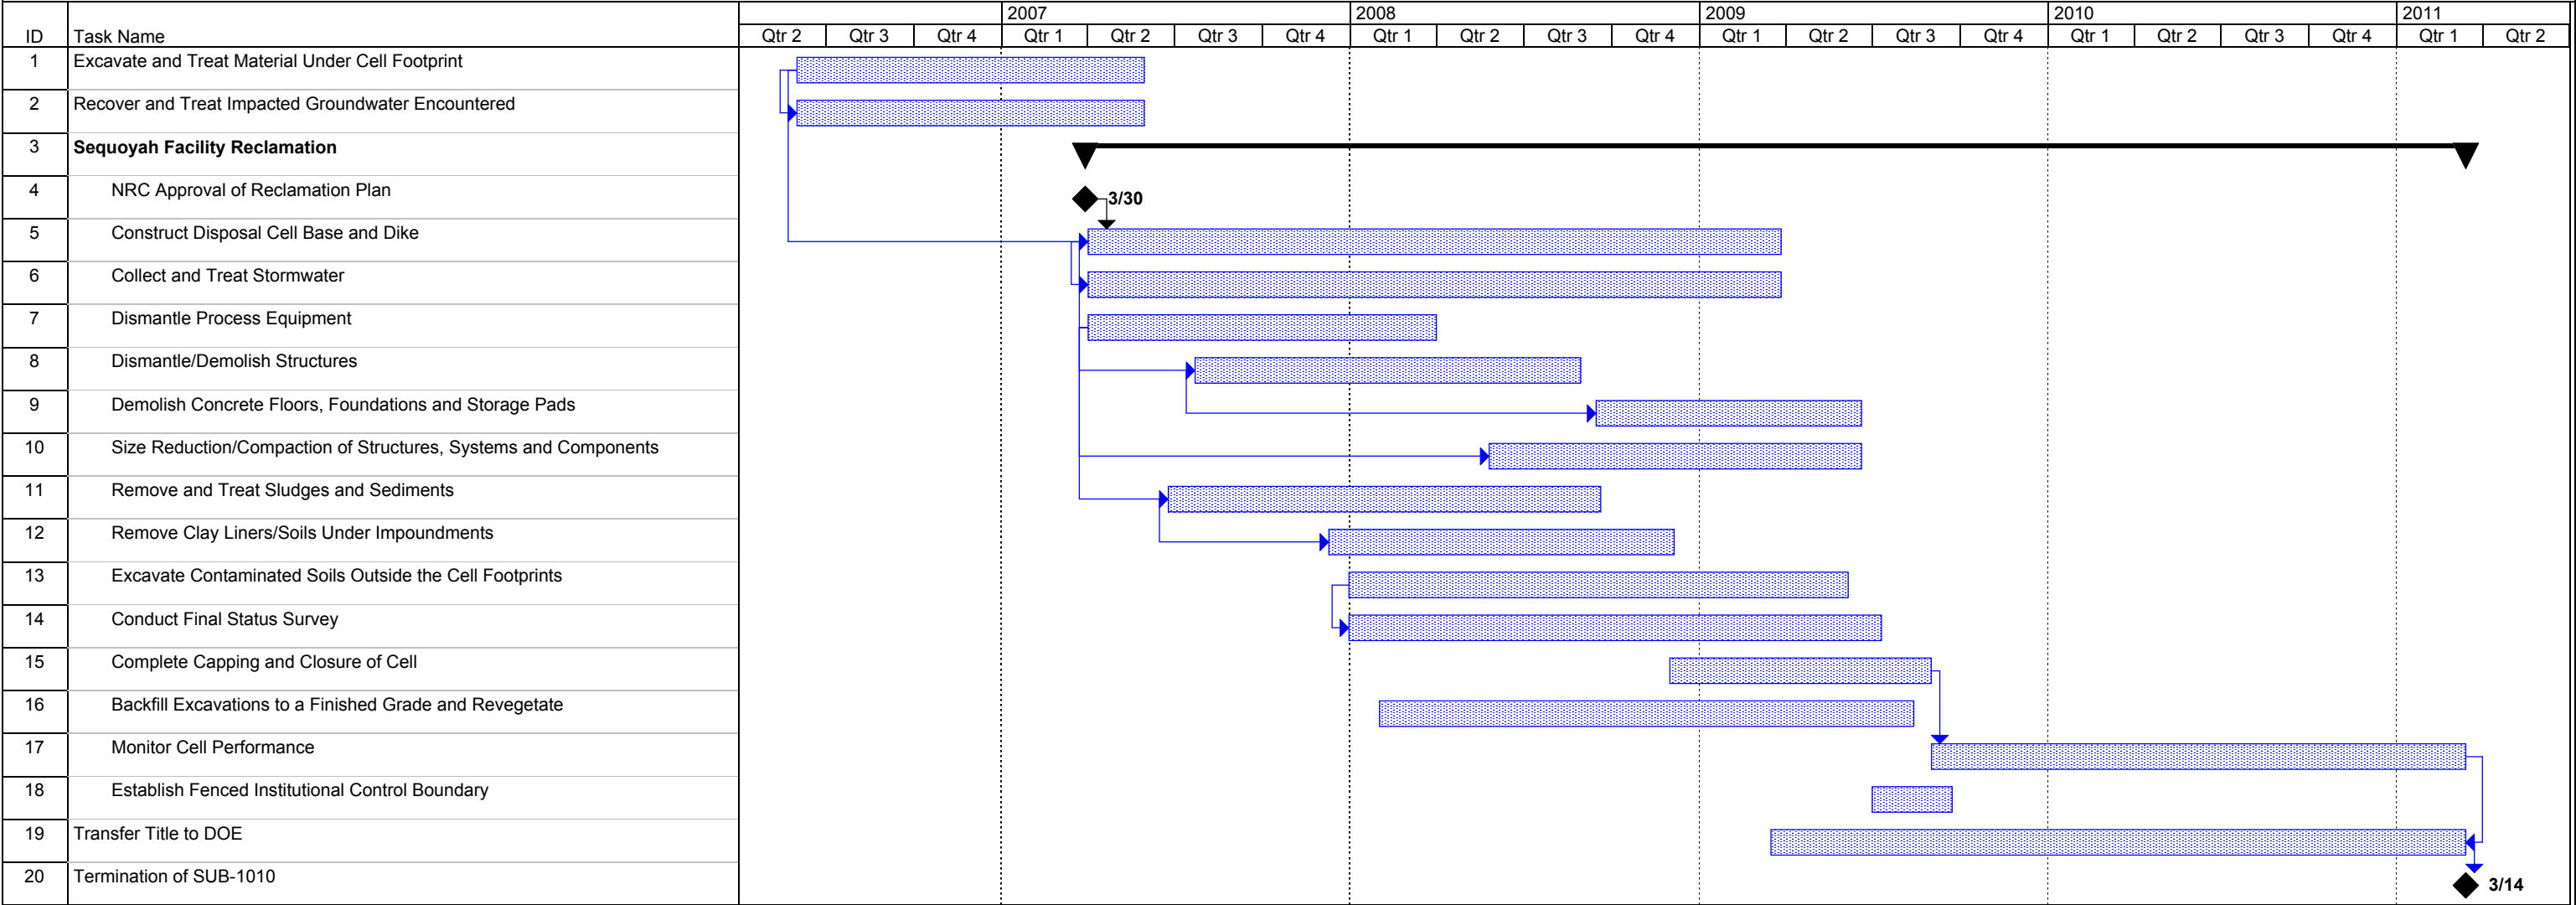 2007 2008 2009 2010 2011
ID Task Name Qtr 2 Qtr 3 Qtr 4 Qtr 1 Qtr 2 Qtr 3 Qtr 4 Qtr 1 Qtr 2 Qtr 3 Qtr 4 Qtr 1 Qtr 2 Qtr 3 Qtr 4 Qtr 1 Qtr 2 Qtr 3 Qtr 4 Qtr 1 Qtr 2
1 Excavate and Treat Material Under Cell Footprint
2 Recover and Treat Impacted Groundwater Encountered
3 Sequoyah Facility Reclamation
4 NRC Approval of Reclamation Plan 3/30
5 Construct Disposal Cell Base and Dike
6 Collect and Treat Stormwater
7 Dismantle Process Equipment
8 Dismantle/Demolish Structures
9 Demolish Concrete Floors, Foundations and Storage Pads
10 Size Reduction/Compaction of Structures, Systems and Components
11 Remove and Treat Sludges and Sediments
12 Remove Clay Liners/Soils Under Impoundments
13 Excavate Contaminated Soils Outside the Cell Footprints
14 Conduct Final Status Survey
15 Complete Capping and Closure of Cell
16 Backfill Excavations to a Finished Grade and Revegetate
17 Monitor Cell Performance
18 Establish Fenced Institutional Control Boundary
19 Transfer Title to DOE
20 Termination of SUB-1010 3/14